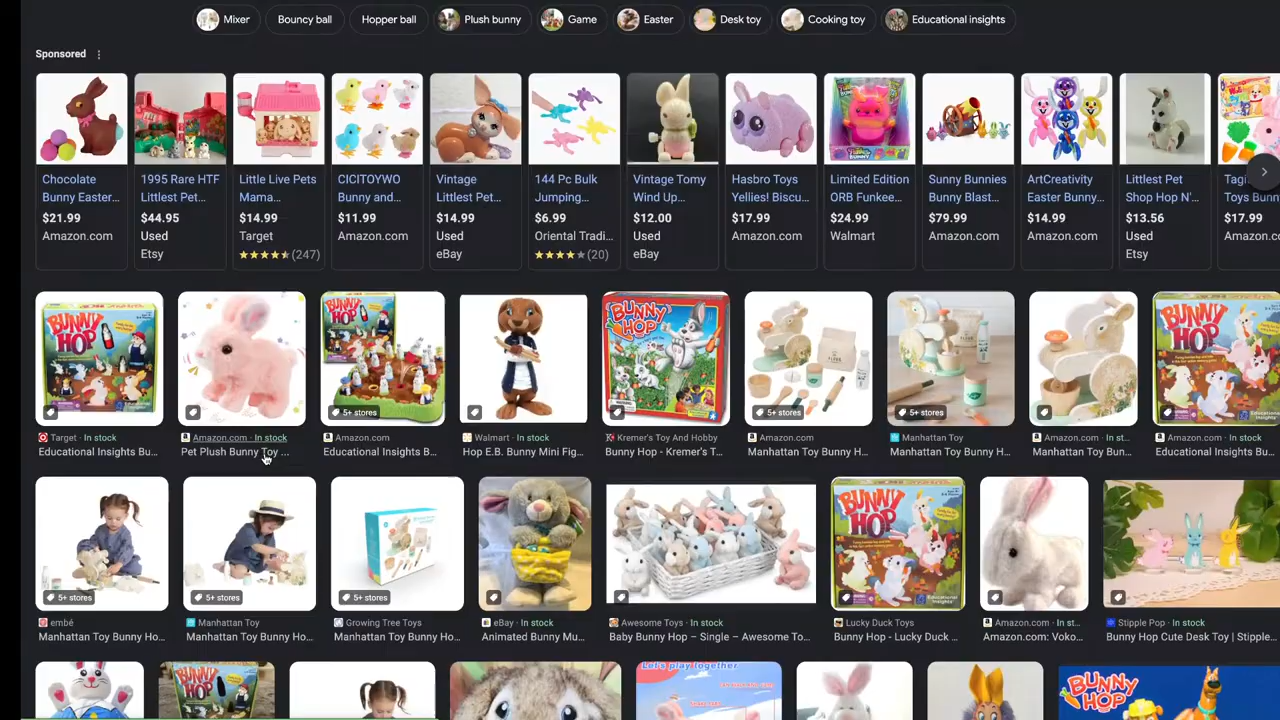 Mixer
Bouncy ball
Hopper ball
Plush bunny
Game
Easter
Desk toy
Cooking toy
Educational insights
Sponsored
Chocolate
Bunny Easter...
$21.99
Amazon.com
1995 Rare HTF
Littlest Pet...
$44.95
Used
Etsy
Little Live Pets
Mama...
$14.99
Target
(247)
CICITOYWO
Bunny and...
$11.99
Amazon.com
Vintage
Littlest Pet...
$14.99
Used
eBay
144 Pc Bulk
Jumping...
$6.99
Oriental Tradi...
(20)
Vintage Tomy
Wind Up...
$12.00
Used
eBay
Hasbro Toys
Yellies! Biscu...
$17.99
Amazon.com
Limited Edition
ORB Funkee...
$24.99
Walmart
Sunny Bunnies
Bunny Blast...
$79.99
Amazon.com
ArtCreativity
Easter Bunny...
$14.99
Amazon.com
Littlest Pet
Shop Hop N'...
$13.56
Used
Etsy
Tagi
Toys Bunn
$17.99
Amazon.co
BUNNY
HOP
Target · In stock
Educational Insights Bu...
Amazon.com · In stock
Pet Plush Bunny Toy ...
BUNNY
HOP
5+ stores
Amazon.com
Educational Insights B...
Walmart · In stock
Hop E.B. Bunny Mini Fig...
BUNNY
HOP
Kremer's Toy And Hobby
Bunny Hop - Kremer's T...
5+ stores
Amazon.com
Manhattan Toy Bunny H...
5+ stores
Manhattan Toy
Manhattan Toy Bunny H...
Amazon.com · In st...
Manhattan Toy Bun...
BUNNY
HOP
Amazon.com · In stock
Educational Insights Bu...
5+ stores
embé
Manhattan Toy Bunny Ho...
5+ stores
Manhattan Toy
Manhattan Toy Bunny Ho...
5+ stores
Growing Tree Toys
Manhattan Toy Bunny Ho...
eBay · In stock
Animated Bunny Mu...
Awesome Toys · In stock
Baby Bunny Hop – Single – Awesome To...
BUNNY
HOP
Educational Insights
Lucky Duck Toys
Bunny Hop - Lucky Duck ...
Amazon.com · In st...
Amazon.com: Voko...
Stipple Pop · In stock
Bunny Hop Cute Desk Toy | Stipple...
BUNNY
HOP
Let's play together.
BUNNY
HOP